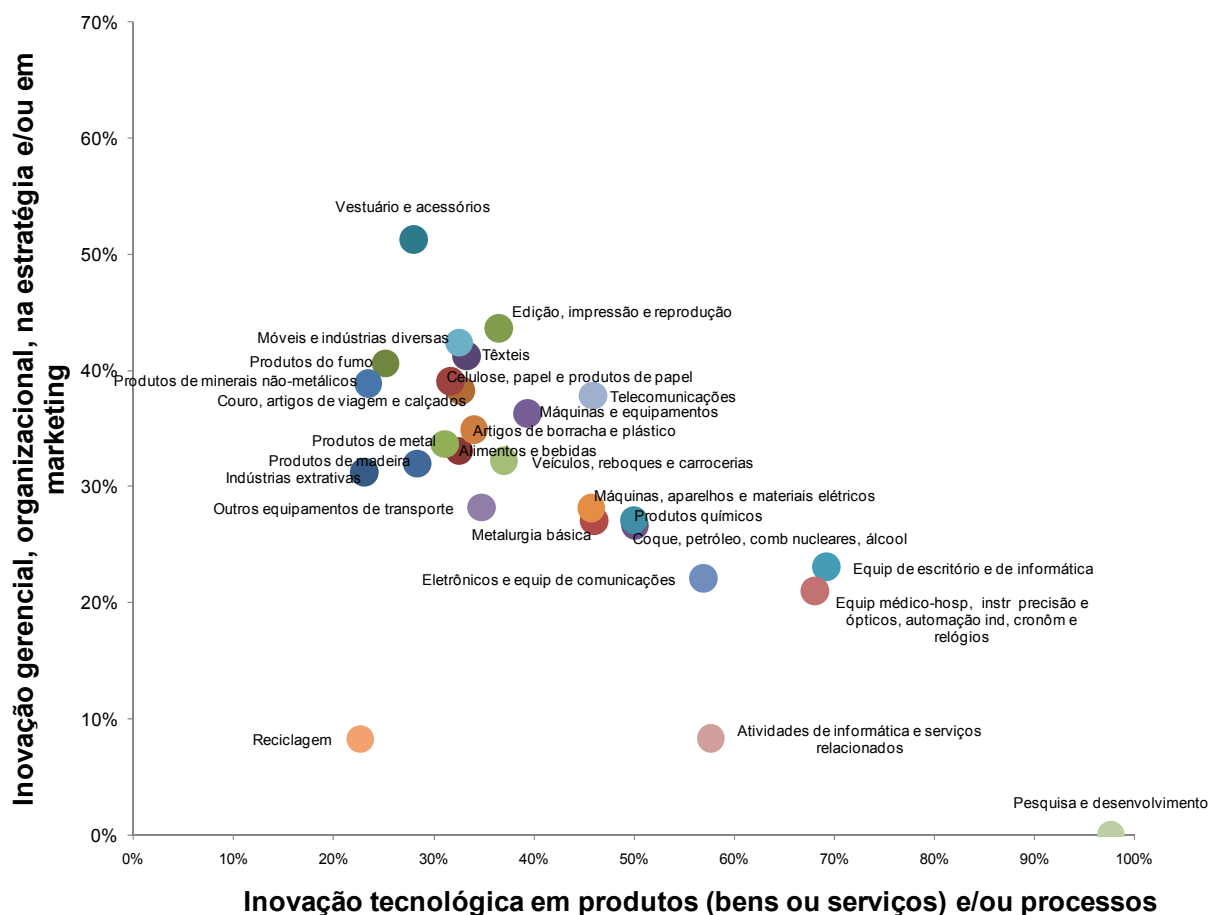 Inovação gerencial, organizacional, na estratégia e/ou em
marketing
70%
60%
50%
40%
30%
20%
10%
0%
Vestuário e acessórios
Edição, impressão e reprodução
Móveis e indústrias diversas
Têxteis
Produtos do fumo
Celulose, papel e produtos de papel
Produtos de minerais não-metálicos
Telecomunicações
Couro, artigos de viagem e calçados
Máquinas e equipamentos
Artigos de borracha e plástico
Produtos de metal
Alimentos e bebidas
Produtos de madeira
Veículos, reboques e carrocerias
Indústrias extrativas
Máquinas, aparelhos e materiais elétricos
Outros equipamentos de transporte
Produtos químicos
Metalurgia básica
Coque, petróleo, comb nucleares, álcool
Equip de escritório e de informática
Eletrônicos e equip de comunicações
Equip médico-hosp, instr precisão e
ópticos, automação ind, cronôm e
relógios
Reciclagem
Atividades de informática e serviços
relacionados
Pesquisa e desenvolvimento
0%
10%
20%
30%
40%
50%
60%
70%
80%
90%
100%
Inovação tecnológica em produtos (bens ou serviços) e/ou processos